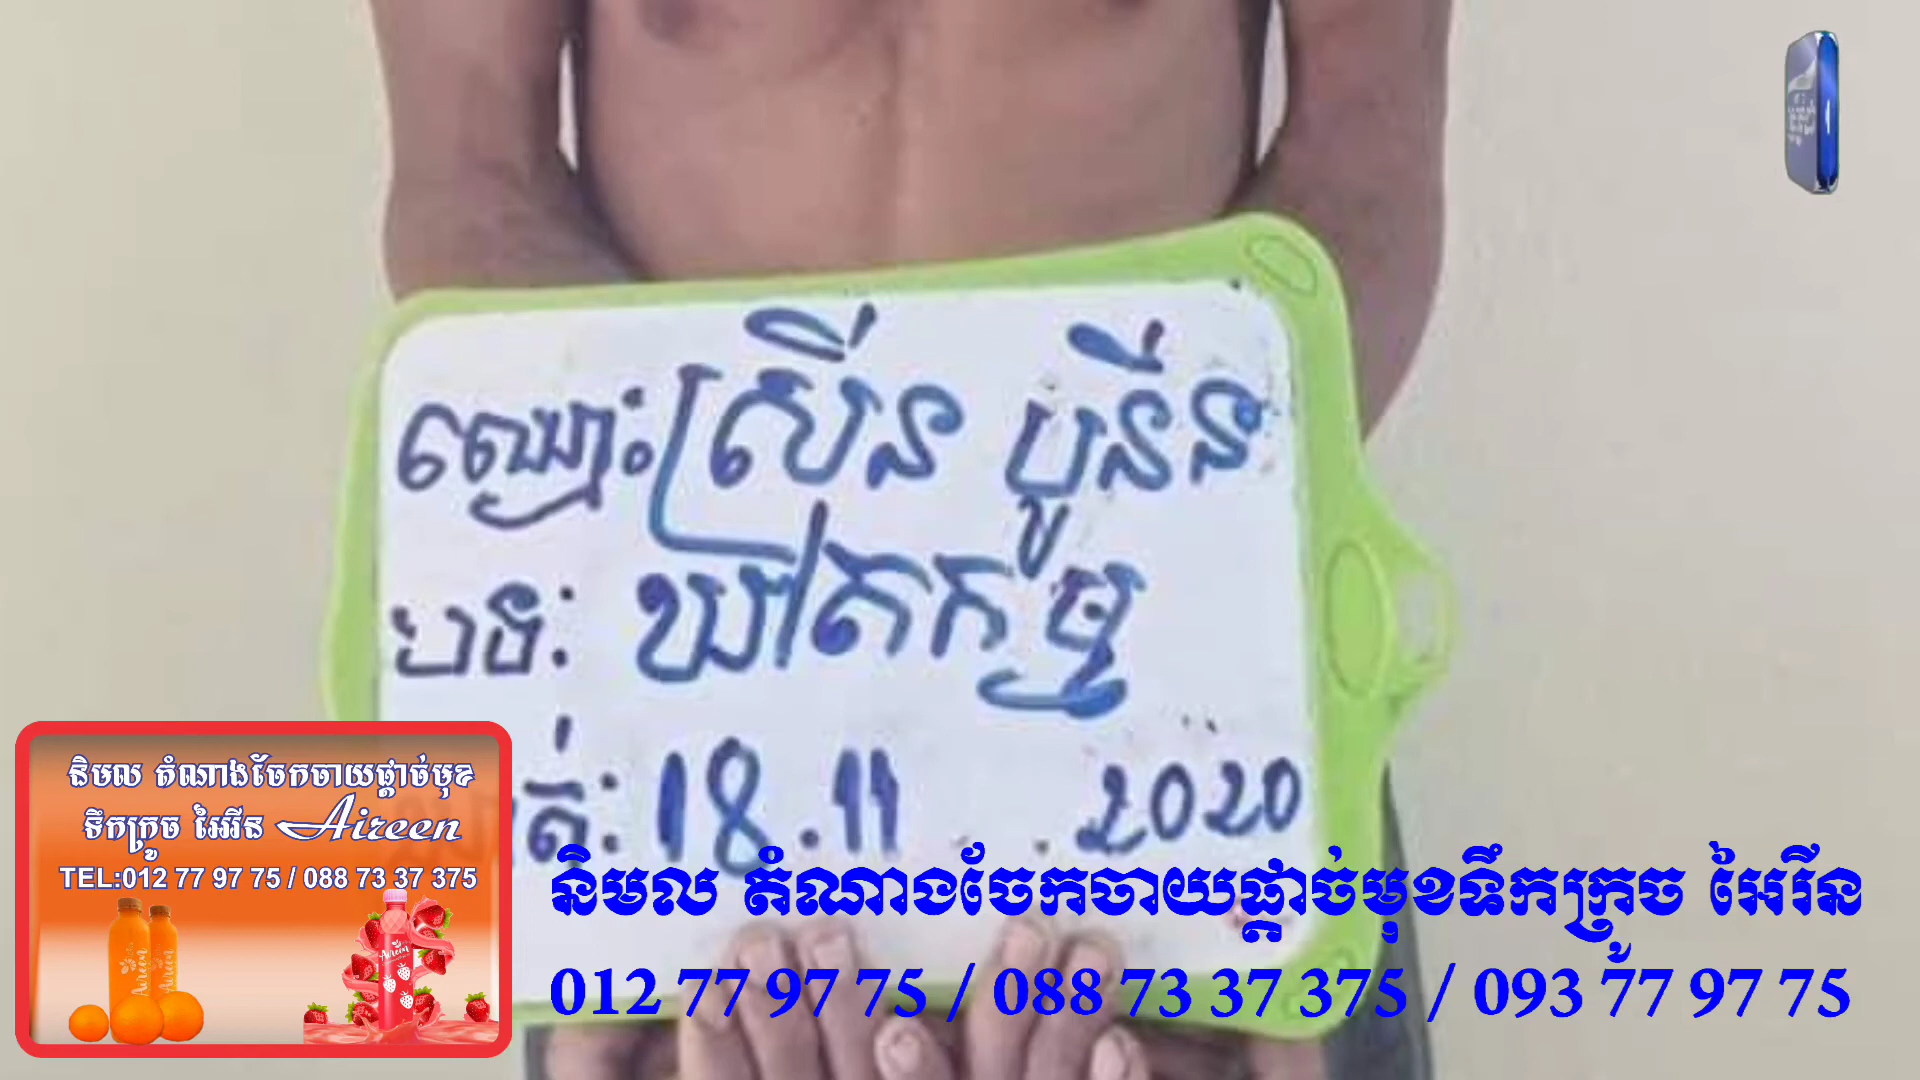 ឈ្មោះ ស្រ៊ើន ប៊ូនីន
បទ: ឃាតកម្ម
18.11 . . 2020
និមល តំណាងចែកចាយផ្តាច់មុខ
ទឹកក្រូច អៃរីន Aireen
TEL:012 77 97 75 / 088 73 37 375
និមល តំណាងចែកចាយផ្តាច់មុខទឹកក្រូច អៃរីន
012 77 97 75 / 088 73 37 375 / 093 77 97 75